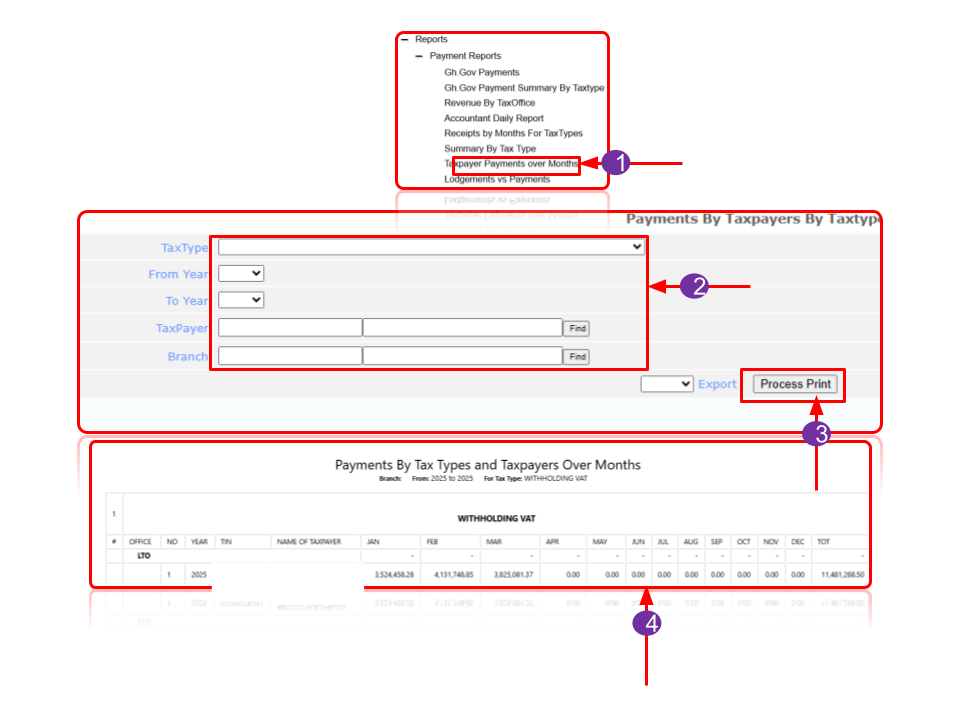 Reports
Payment Reports
Gh.Gov Payments
Gh.Gov Payment Summary By Taxtype
Revenue By TaxOffice
Accountant Daily Report
Receipts by Months For TaxTypes
Summary By Tax Type
Taxpayer Payments over Months
1
Lodgements vs Payments
Payments By Taxpayers By Taxtype
TaxType
From Year
2
To Year
TaxPayer Find
Branch Find
Export Process Print
3
Payments By Tax Types and Taxpayers Over Months
Branch: From: 2025 to 2025 For Tax Type: WITHHOLDING VAT
1
WITHHOLDING VAT
# OFFICE NO YEAR TIN NAME OF TAXPAYER JAN FEB MAR APR MAY JUN JUL AUG SEP OCT NOV DEC TOT
LTO - - - - - - - - - - - - -
1 2025 3,524,458.28 4,131,748.85 3,825,081.37 0.00 0.00 0.00 0.00 0.00 0.00 0.00 0.00 0.00 11,481,288.50
4